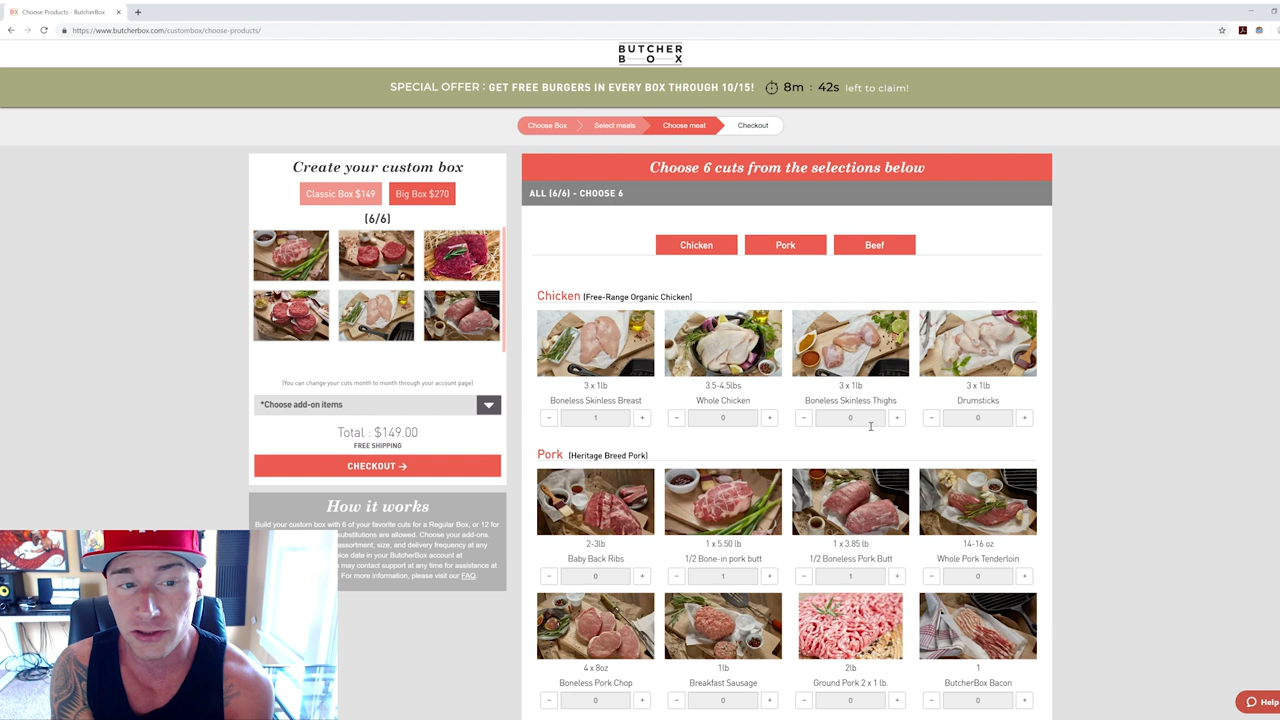 Choose Products - ButcherBox
https://www.butcherbox.com/custombox/choose-products/
BUTCHER
BOX
SPECIAL OFFER : GET FREE BURGERS IN EVERY BOX THROUGH 10/15! 8m : 42s left to claim!
Choose Box Select meals Choose meat Checkout
Create your custom box
Classic Box $149 Big Box $270
(6/6)
(You can change your cuts month to month through your account page)
*Choose add-on items
Total : $149.00
FREE SHIPPING
CHECKOUT →
How it works
Build your custom box with 6 of your favorite cuts for a Regular Box, or 12 for
substitutions are allowed. Choose your add-ons.
assortment, size, and delivery frequency at any
date in your ButcherBox account at
may contact support at any time for assistance at
For more information, please visit our FAQ.
Choose 6 cuts from the selections below
ALL (6/6) - CHOOSE 6
Chicken Pork Beef
Chicken (Free-Range Organic Chicken)
3 x 1lb 3.5-4.5lbs 3 x 1lb 3 x 1lb
Boneless Skinless Breast Whole Chicken Boneless Skinless Thighs Drumsticks
- 1 + - 0 + - 0 + - 0 +
Pork (Heritage Breed Pork)
2-3lb 1 x 5.50 lb 1 x 3.85 lb 14-16 oz
Baby Back Ribs 1/2 Bone-in pork butt 1/2 Boneless Pork Butt Whole Pork Tenderloin
- 0 + - 1 + - 1 + - 0 +
4 x 8oz 1lb 2lb 1
Boneless Pork Chop Breakfast Sausage Ground Pork 2 x 1 lb. ButcherBox Bacon
- 0 + - 0 + - 0 + - 0 +
Help